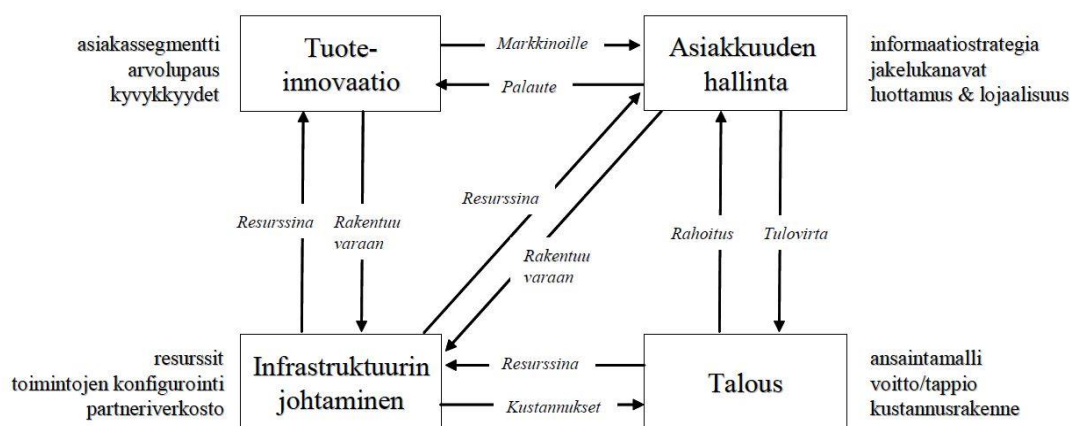 asiakassegmentti
arvolupaus
kyvykkyydet
Tuote-
innovaatio
Markkinoille
Palaute
Asiakkuuden
hallinta
informaatiostrategia
jakelukanavat
luottamus & lojaalisuus
Resurssina
Rakentuu
varaan
Resurssina
Rakentuu
varaan
Rahoitus
Tulovirta
resurssit
toimintojen konfigurointi
partneriverkosto
Infrastruktuurin
johtaminen
Resurssina
Kustannukset
Talous
ansaintamalli
voitto/tappio
kustannusrakenne